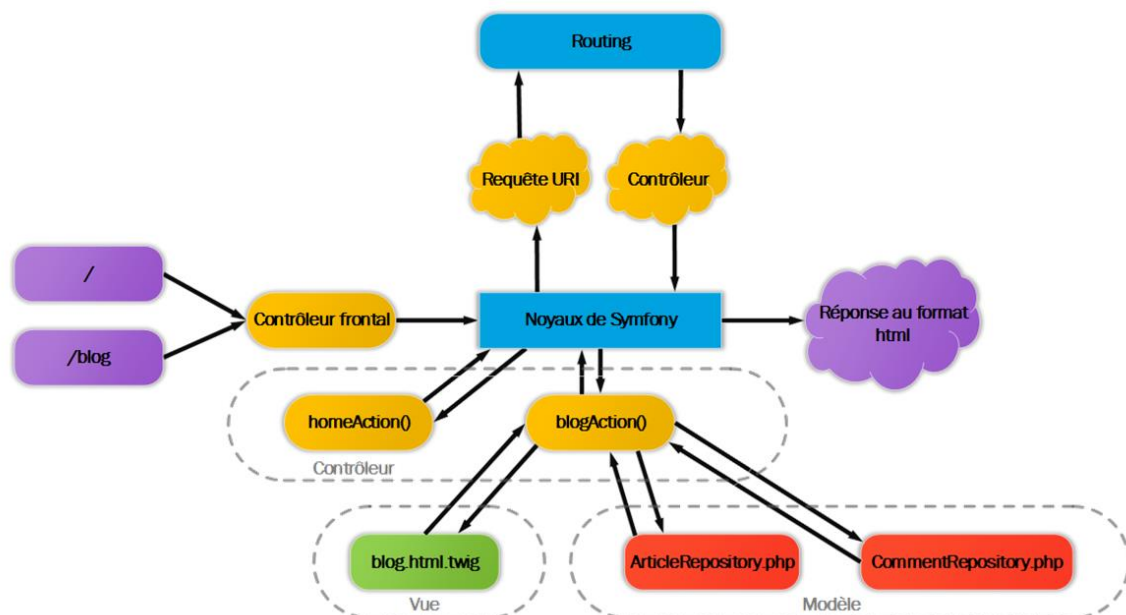 Routing
Requête URI
Contrôleur
/
/blog
Contrôleur frontal
Noyaux de Symfony
Réponse au format
html
homeAction()
blogAction()
Contrôleur
blog.html.twig
ArticleRepository.php
CommentRepository.php
Vue
Modèle